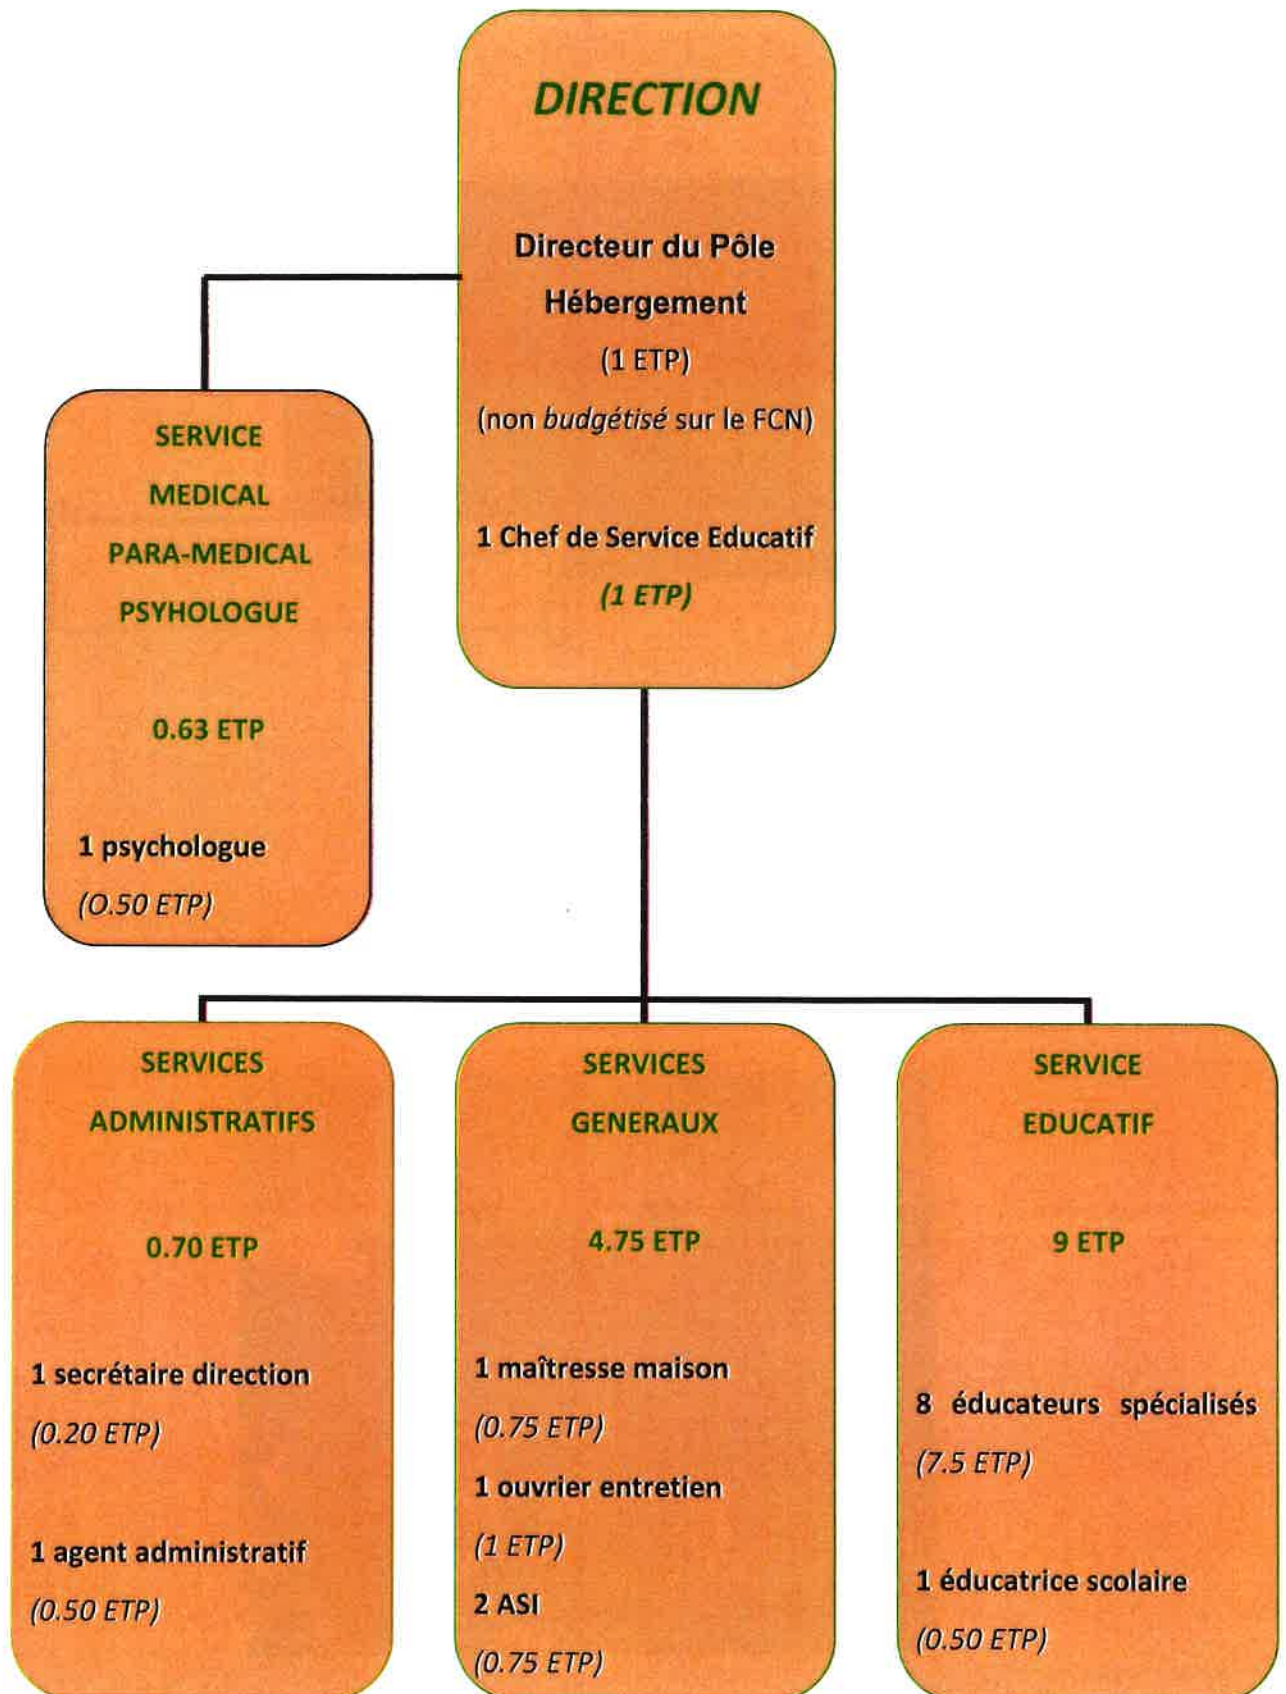 DIRECTION
Directeur du Pôle
Hébergement
(1 ETP)
(non budgétisé sur le FCN)
1 Chef de Service Educatif
(1 ETP)
SERVICE
MEDICAL
PARA-MEDICAL
PSYHOLOGUE
0.63 ETP
1 psychologue
(O.50 ETP)
SERVICES
ADMINISTRATIFS
0.70 ETP
1 secrétaire direction
(0.20 ETP)
1 agent administratif
(0.50 ETP)
SERVICES
GENERAUX
4.75 ETP
1 maîtresse maison
(0.75 ETP)
1 ouvrier entretien
(1 ETP)
2 ASI
(0.75 ETP)
SERVICE
EDUCATIF
9 ETP
8 éducateurs spécialisés
(7.5 ETP)
1 éducatrice scolaire
(0.50 ETP)